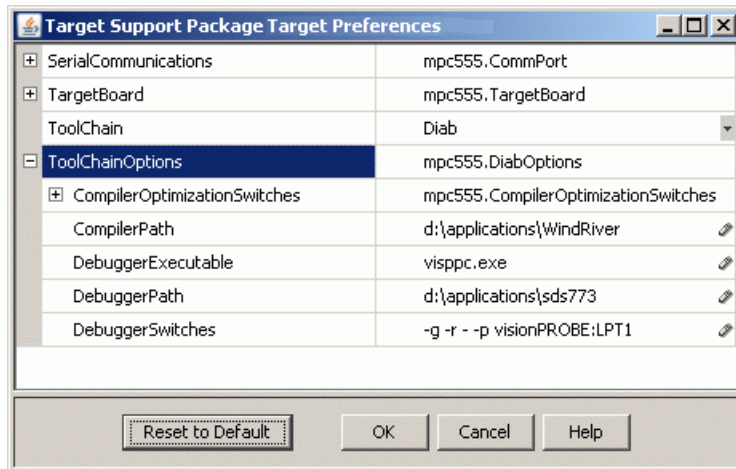 Target Support Package Target Preferences
SerialCommunications mpc555.CommPort
TargetBoard mpc555.TargetBoard
ToolChain Diab
ToolChainOptions mpc555.DiabOptions
CompilerOptimizationSwitches mpc555.CompilerOptimizationSwitches
CompilerPath d:\applications\WindRiver
DebuggerExecutable visppc.exe
DebuggerPath d:\applications\sds773
DebuggerSwitches -g -r - -p visionPROBE:LPT1
Reset to Default OK Cancel Help